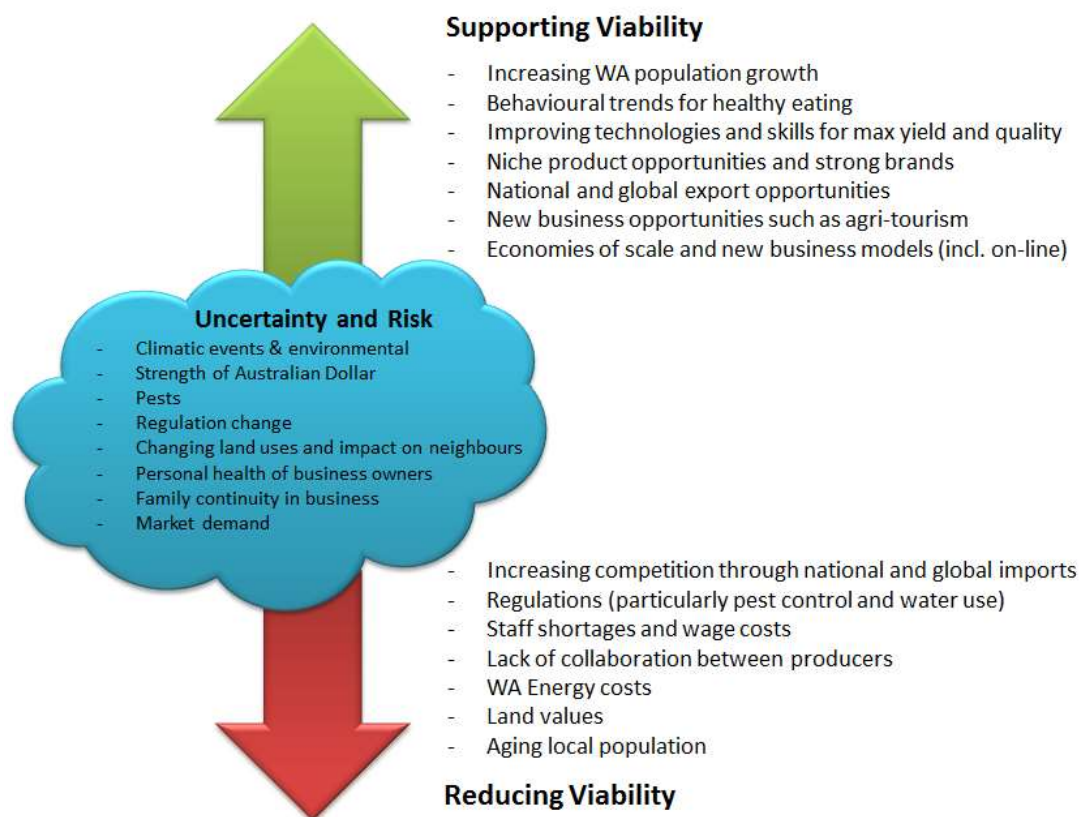 Supporting Viability
- Increasing WA population growth
- Behavioural trends for healthy eating
- Improving technologies and skills for max yield and quality
- Niche product opportunities and strong brands
- National and global export opportunities
- New business opportunities such as agri-tourism
- Economies of scale and new business models (incl. on-line)
Uncertainty and Risk
- Climatic events & environmental
- Strength of Australian Dollar
- Pests
- Regulation change
- Changing land uses and impact on neighbours
- Personal health of business owners
- Family continuity in business
- Market demand
- Increasing competition through national and global imports
- Regulations (particularly pest control and water use)
- Staff shortages and wage costs
- Lack of collaboration between producers
- WA Energy costs
- Land values
- Aging local population
Reducing Viability